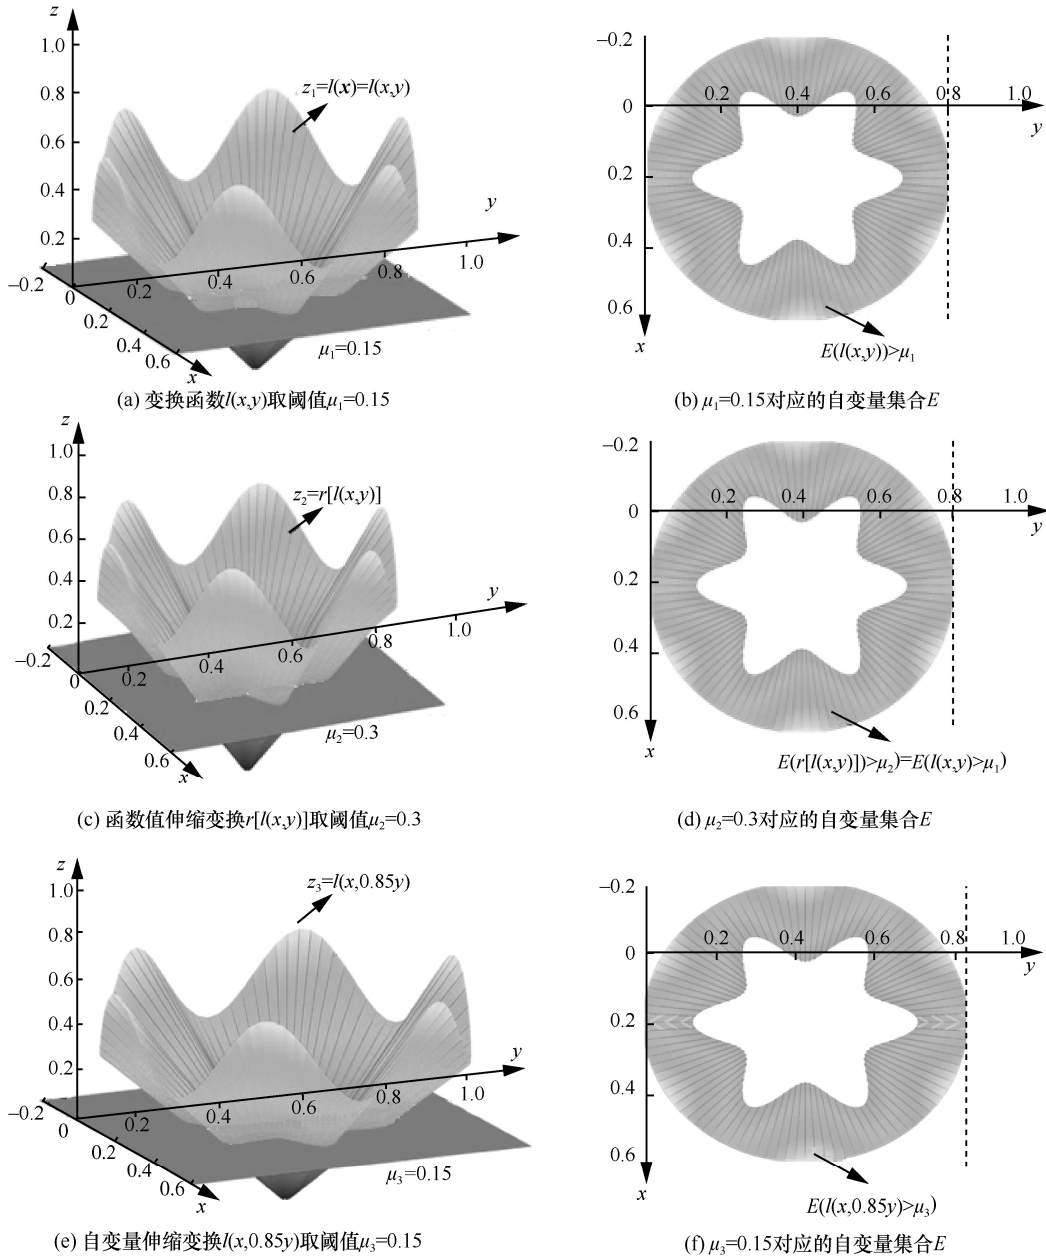 z
1.0
0.8
0.6
0.4
0.2
z₁=l(x)=l(x,y)
y
−0.2
0
0.2
0.4
0.6
0.8
1.0
0.2
0.4
0.6
x
μ₁=0.15
(a) 变换函数l(x,y)取阈值μ₁=0.15
−0.2
0
0.2
0.4
0.6
x
0.2
0.4
0.6
0.8
1.0
y
E(l(x,y))>μ₁
(b) μ₁=0.15对应的自变量集合E
z
1.0
0.8
0.6
0.4
0.2
z₂=r[l(x,y)]
y
−0.2
0
0.2
0.4
0.6
0.8
1.0
0.2
0.4
0.6
x
μ₂=0.3
(c) 函数值伸缩变换r[l(x,y)]取阈值μ₂=0.3
−0.2
0
0.2
0.4
0.6
x
0.2
0.4
0.6
0.8
1.0
y
E(r[l(x,y)])>μ₂)=E(l(x,y)>μ₁)
(d) μ₂=0.3对应的自变量集合E
z
1.0
0.8
0.6
0.4
0.2
z₃=l(x,0.85y)
y
−0.2
0
0.2
0.4
0.6
0.8
1.0
0.2
0.4
0.6
x
μ₃=0.15
(e) 自变量伸缩变换l(x,0.85y)取阈值μ₃=0.15
−0.2
0
0.2
0.4
0.6
x
0.2
0.4
0.6
0.8
1.0
y
E(l(x,0.85y)>μ₃)
(f) μ₃=0.15对应的自变量集合E